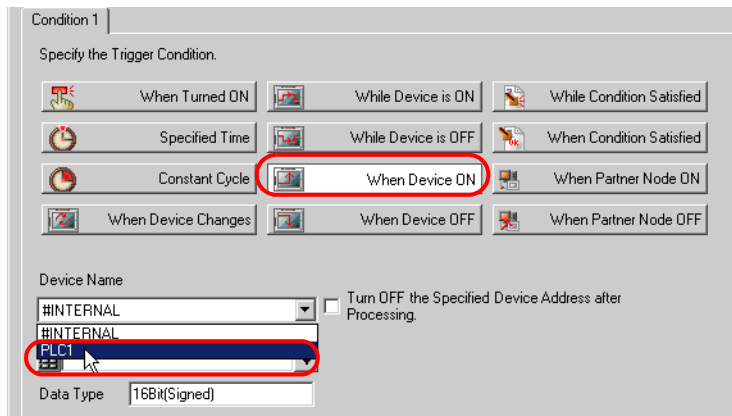 Condition 1
Specify the Trigger Condition.
When Turned ON While Device is ON While Condition Satisfied
Specified Time While Device is OFF When Condition Satisfied
Constant Cycle When Device ON When Partner Node ON
When Device Changes When Device OFF When Partner Node OFF
Device Name
#INTERNAL
Turn OFF the Specified Device Address after
Processing.
#INTERNAL
PLC1
Data Type 16Bit(Signed)